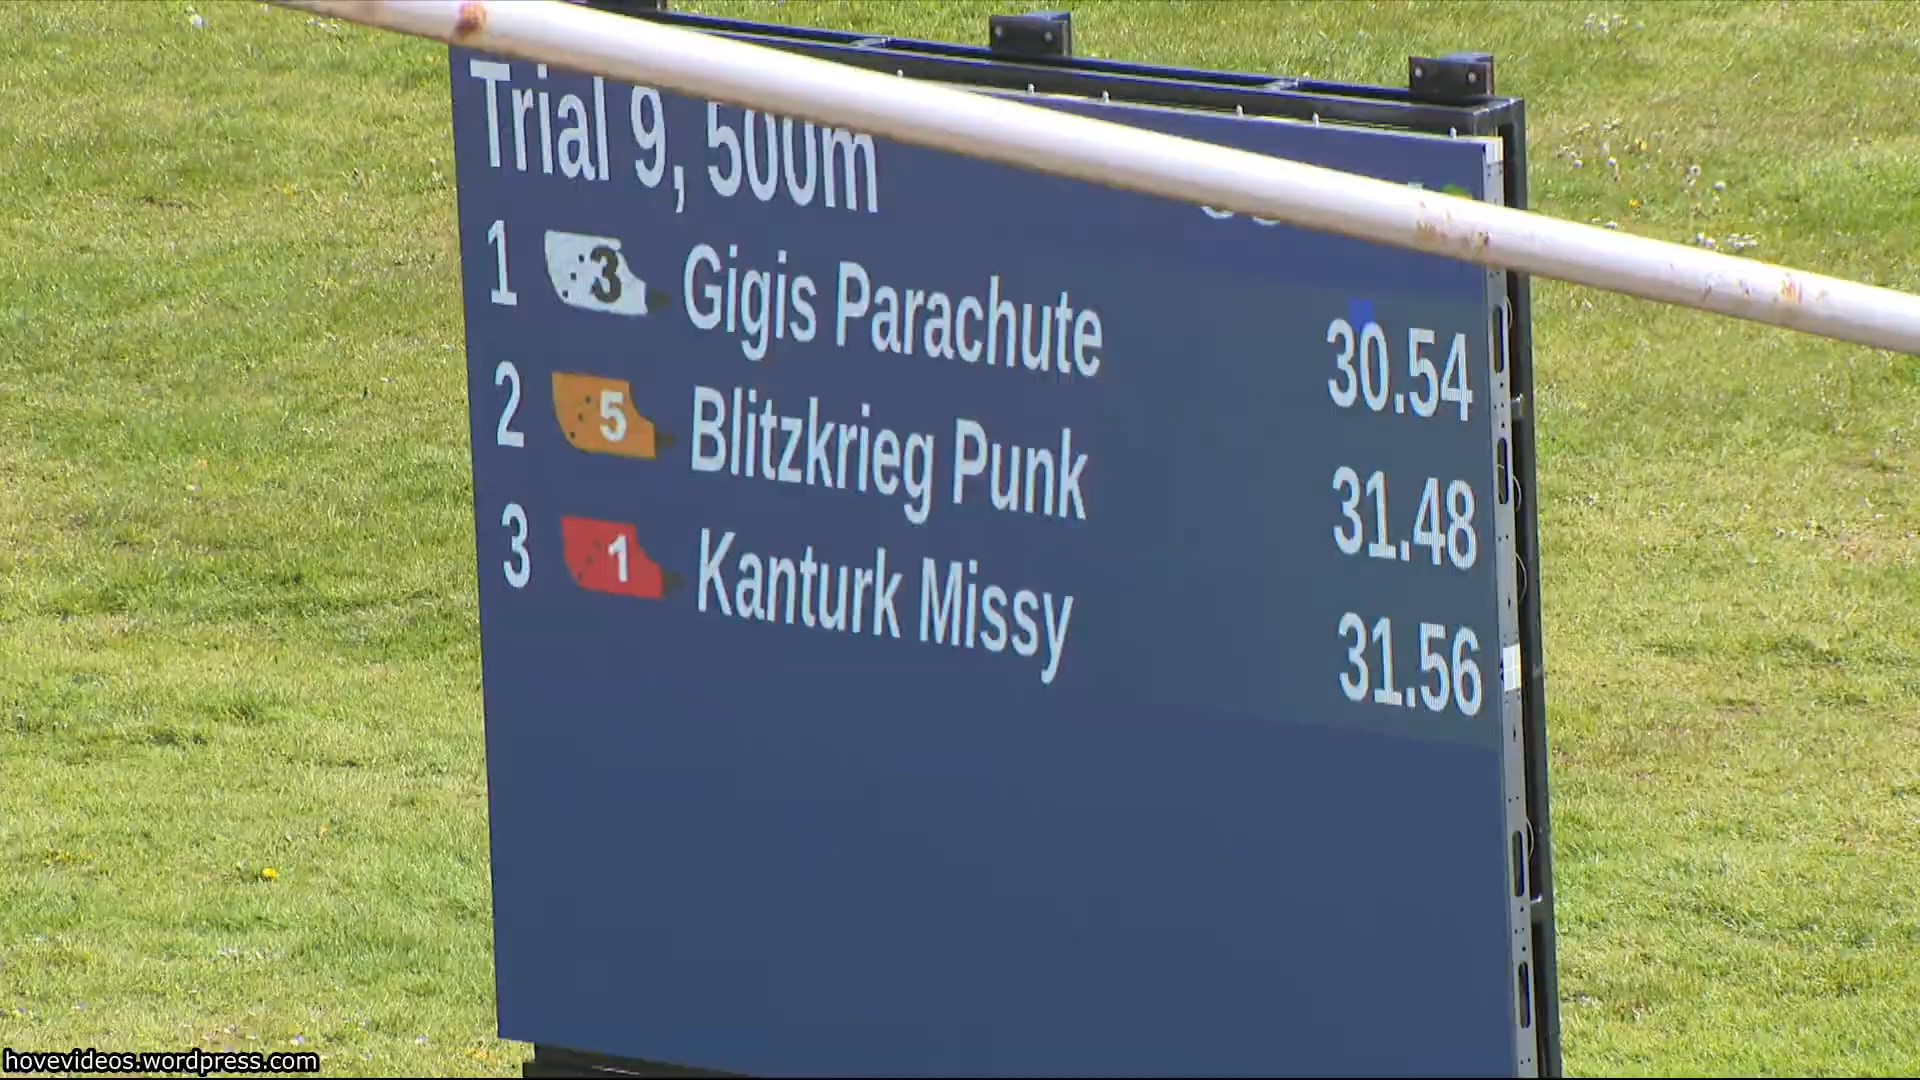 Trial 9, 500m
1 3 Gigis Parachute 30.54
2 5 Blitzkrieg Punk 31.48
3 1 Kanturk Missy 31.56
hovevideos.wordpress.com